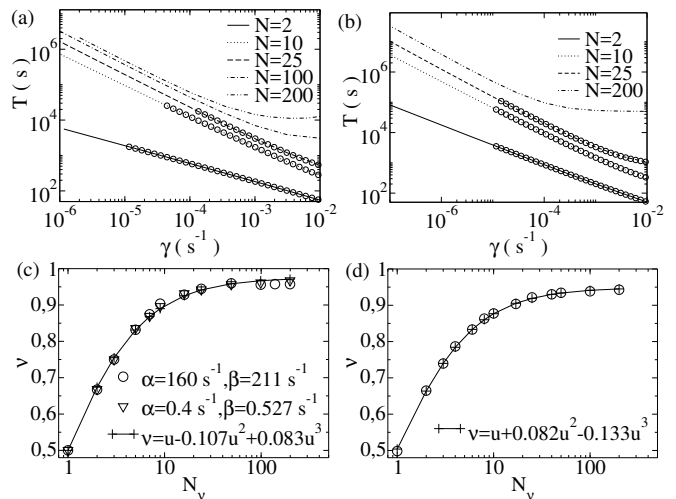 (a)
T (s)
10^6
10^4
10^2
N=2
N=10
N=25
N=100
N=200
10^-6 10^-5 10^-4 10^-3 10^-2
γ (s^-1)
(b)
T (s)
10^6
10^4
10^2
N=2
N=10
N=25
N=200
10^-6 10^-4 10^-2
γ (s^-1)
(c)
ν
1
0,9
0,8
0,7
0,6
0,5
α=160 s^-1,β=211 s^-1
α=0.4 s^-1,β=0.527 s^-1
ν=u-0.107u^2+0.083u^3
1 10 100
N_ν
(d)
ν
1
0,9
0,8
0,7
0,6
0,5
ν=u+0.082u^2-0.133u^3
1 10 100
N_ν